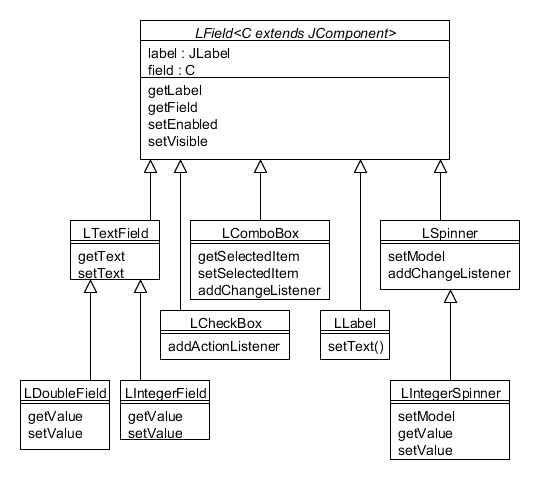 LField<C extends JComponent>
label : JLabel
field : C
getLabel
getField
setEnabled
setVisible
LTextField
getText
setText
LComboBox
getSelectedItem
setSelectedItem
addChangeListener
LSpinner
setModel
addChangeListener
LCheckBox
addActionListener
LLabel
setText()
LDoubleField
getValue
setValue
LIntegerField
getValue
setValue
LIntegerSpinner
setModel
getValue
setValue